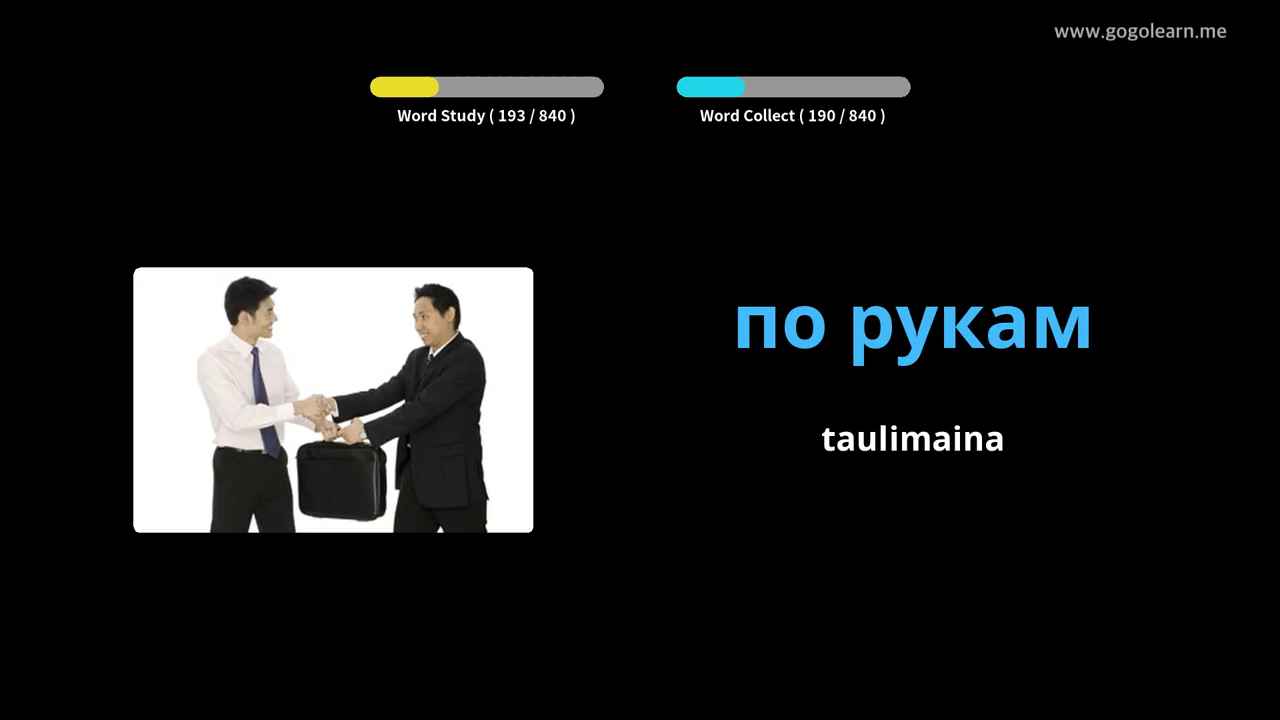 www.gogolearn.me
Word Study ( 193 / 840 )
Word Collect ( 190 / 840 )
по рукам
taulimaina